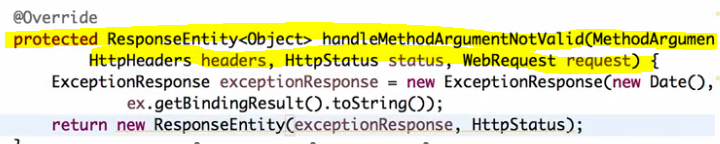 @Override
protected ResponseEntity<Object> handleMethodArgumentNotValid(MethodArgumen
HttpHeaders headers, HttpStatus status, WebRequest request) {
ExceptionResponse exceptionResponse = new ExceptionResponse(new Date(),
ex.getBindingResult().toString());
return new ResponseEntity(exceptionResponse, HttpStatus);
}